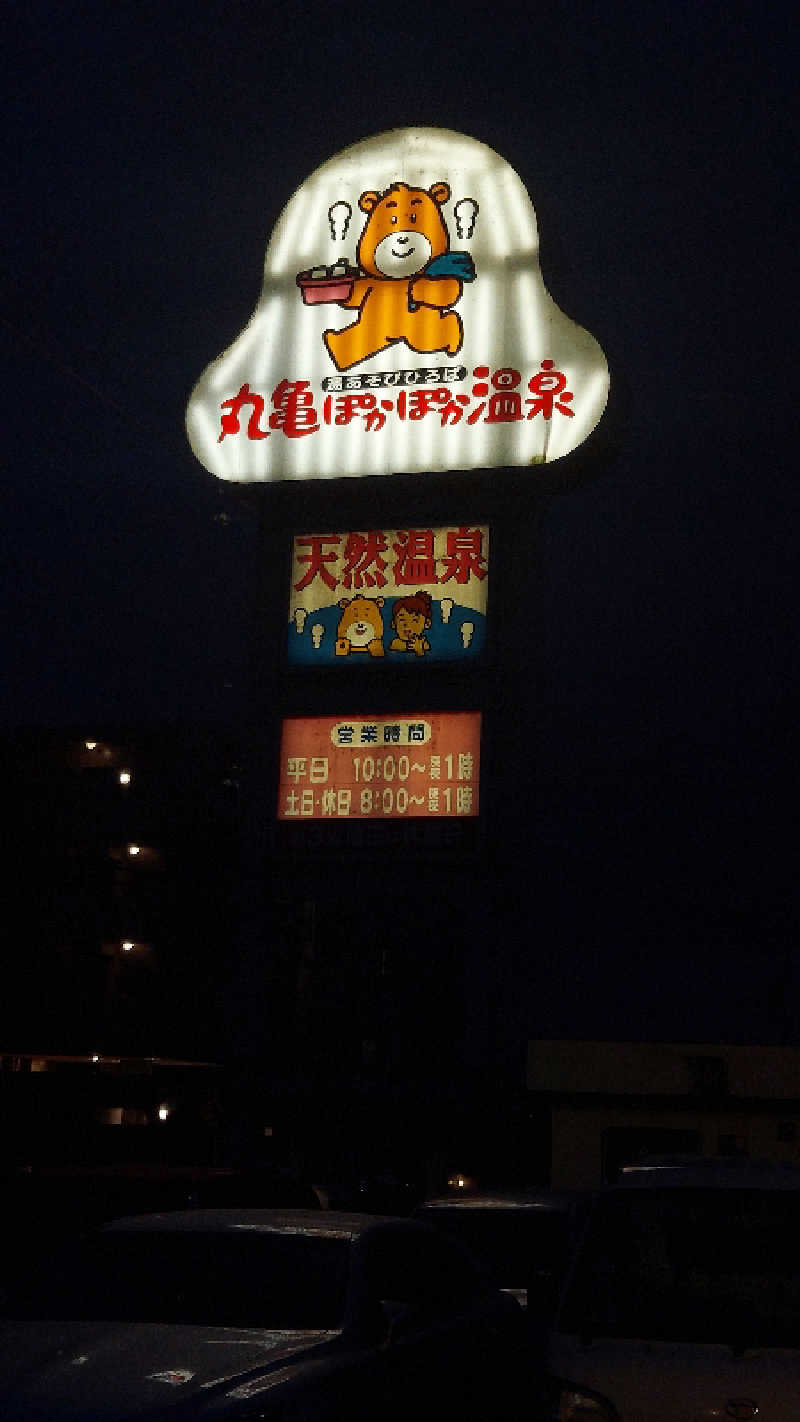 湯あそびひろば
丸亀ぽかぽか温泉
天然温泉
営業時間
平日 10:00〜深夜1時
土日・休日 8:00〜深夜1時